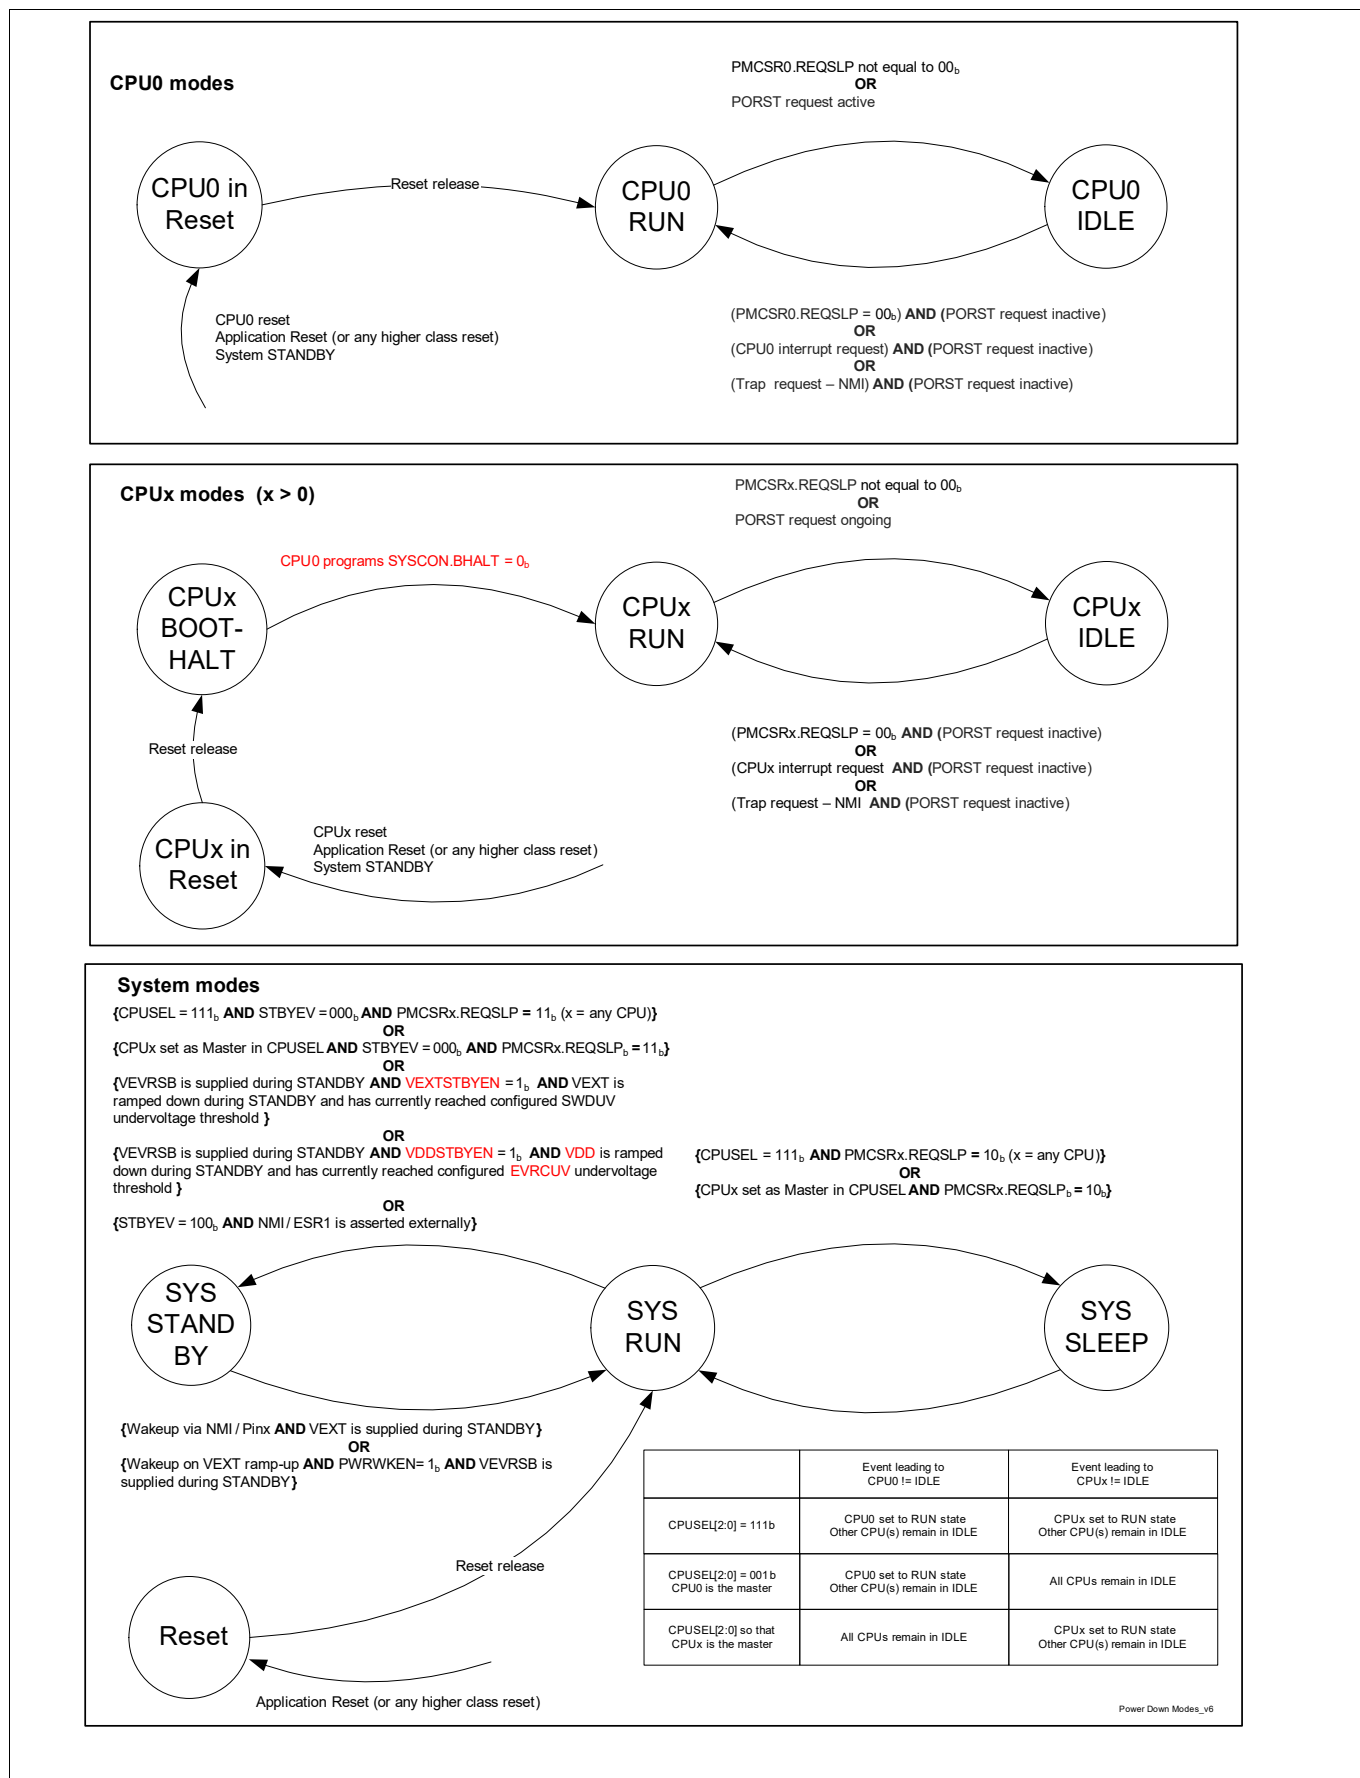 CPU0 modes
PMCSR0.REQSLP not equal to 00b
OR
PORST request active
CPU0 in
Reset
Reset release
CPU0
RUN
CPU0
IDLE
CPU0 reset
Application Reset (or any higher class reset)
System STANDBY
(PMCSR0.REQSLP = 00b) AND (PORST request inactive)
OR
(CPU0 interrupt request) AND (PORST request inactive)
OR
(Trap request – NMI) AND (PORST request inactive)
CPUx modes (x > 0)
PMCSRx.REQSLP not equal to 00b
OR
PORST request ongoing
CPU0 programs SYSCON.BHALT = 0b
CPUx
BOOT-
HALT
CPUx
RUN
CPUx
IDLE
Reset release
(PMCSRx.REQSLP = 00b AND (PORST request inactive)
OR
(CPUx interrupt request AND (PORST request inactive)
OR
(Trap request – NMI AND (PORST request inactive)
CPUx in
Reset
CPUx reset
Application Reset (or any higher class reset)
System STANDBY
System modes
{CPUSEL = 111b AND STBYEV = 000b AND PMCSRx.REQSLP = 11b (x = any CPU)}
OR
{CPUx set as Master in CPUSEL AND STBYEV = 000b AND PMCSRx.REQSLPb = 11b}
OR
{VEVRSB is supplied during STANDBY AND VEXTSTBYEN = 1b AND VEXT is
ramped down during STANDBY and has currently reached configured SWDUV
undervoltage threshold }
OR
{VEVRSB is supplied during STANDBY AND VDDSTBYEN = 1b AND VDD is ramped
down during STANDBY and has currently reached configured EVRCUV undervoltage
threshold }
OR
{STBYEV = 100b AND NMI / ESR1 is asserted externally}
{CPUSEL = 111b AND PMCSRx.REQSLP = 10b (x = any CPU)}
OR
{CPUx set as Master in CPUSEL AND PMCSRx.REQSLPb = 10b}
SYS
STAND
BY
SYS
RUN
SYS
SLEEP
{Wakeup via NMI / Pinx AND VEXT is supplied during STANDBY}
OR
{Wakeup on VEXT ramp-up AND PWRWKEN= 1b AND VEVRSB is
supplied during STANDBY}
Reset release
Reset
Application Reset (or any higher class reset)
Event leading to
CPU0 != IDLE
Event leading to
CPUx != IDLE
CPUSEL[2:0] = 111b
CPU0 set to RUN state
Other CPU(s) remain in IDLE
CPUx set to RUN state
Other CPU(s) remain in IDLE
CPUSEL[2:0] = 001b
CPU0 is the master
CPU0 set to RUN state
Other CPU(s) remain in IDLE
All CPUs remain in IDLE
CPUSEL[2:0] so that
CPUx is the master
All CPUs remain in IDLE
CPUx set to RUN state
Other CPU(s) remain in IDLE
Power Down Modes_v6